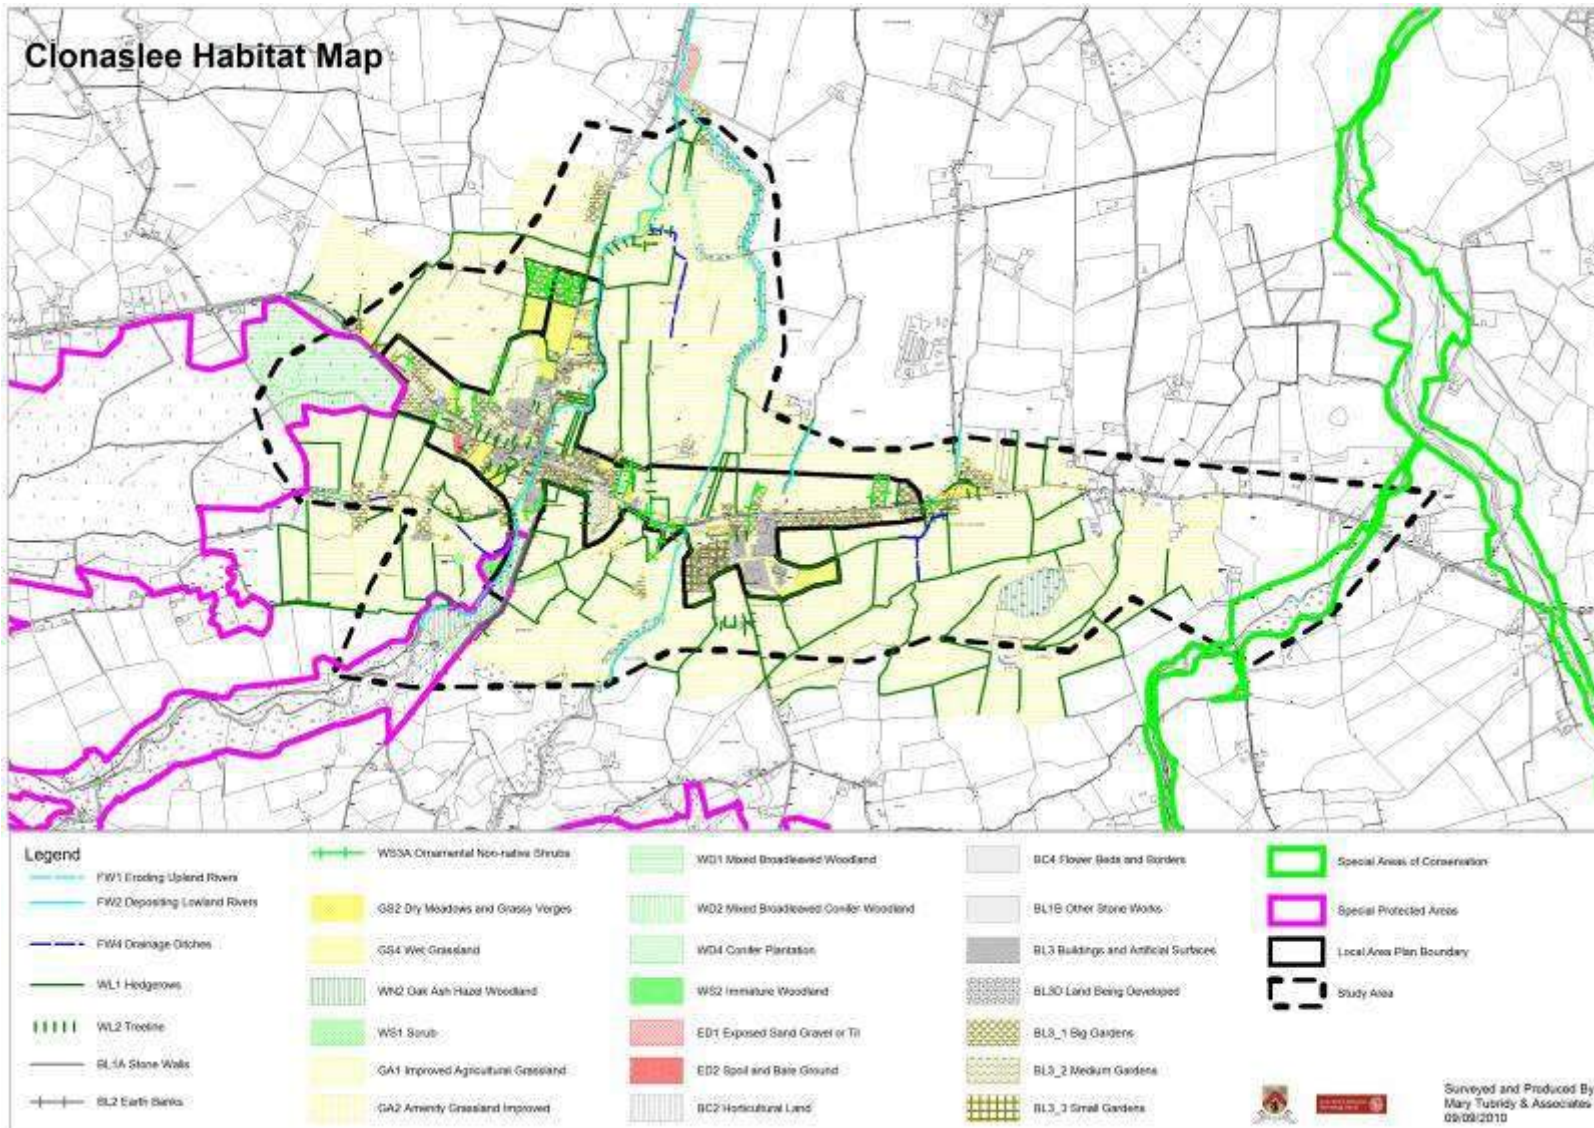 Clonaslee Habitat Map
Legend
FW1 Eroding Upland Rivers
FW2 Depositing Lowland Rivers
FW4 Drainage Ditches
WL1 Hedgerows
WL2 Treeline
BL1A Stone Walls
BL2 Earth Banks
WS3A Ornamental Non-native Shrubs
GS2 Dry Meadows and Grassy Verges
GS4 Wet Grassland
WN2 Oak Ash Hazel Woodland
WS1 Scrub
GA1 Improved Agricultural Grassland
GA2 Amenity Grassland Improved
WD1 Mixed Broadleaved Woodland
WD2 Mixed Broadleaved Conifer Woodland
WD4 Conifer Plantation
WS2 Immature Woodland
ED1 Exposed Sand Gravel or Til
ED2 Spoil and Bare Ground
BC2 Horticultural Land
BC4 Flower Beds and Borders
BL1B Other Stone Works
BL3 Buildings and Artificial Surfaces
BL3D Land Being Developed
BL3_1 Big Gardens
BL3_2 Medium Gardens
BL3_3 Small Gardens
Special Areas of Conservation
Special Protected Areas
Local Area Plan Boundary
Study Area
Surveyed and Produced By
Mary Tubridy & Associates
09/09/2010